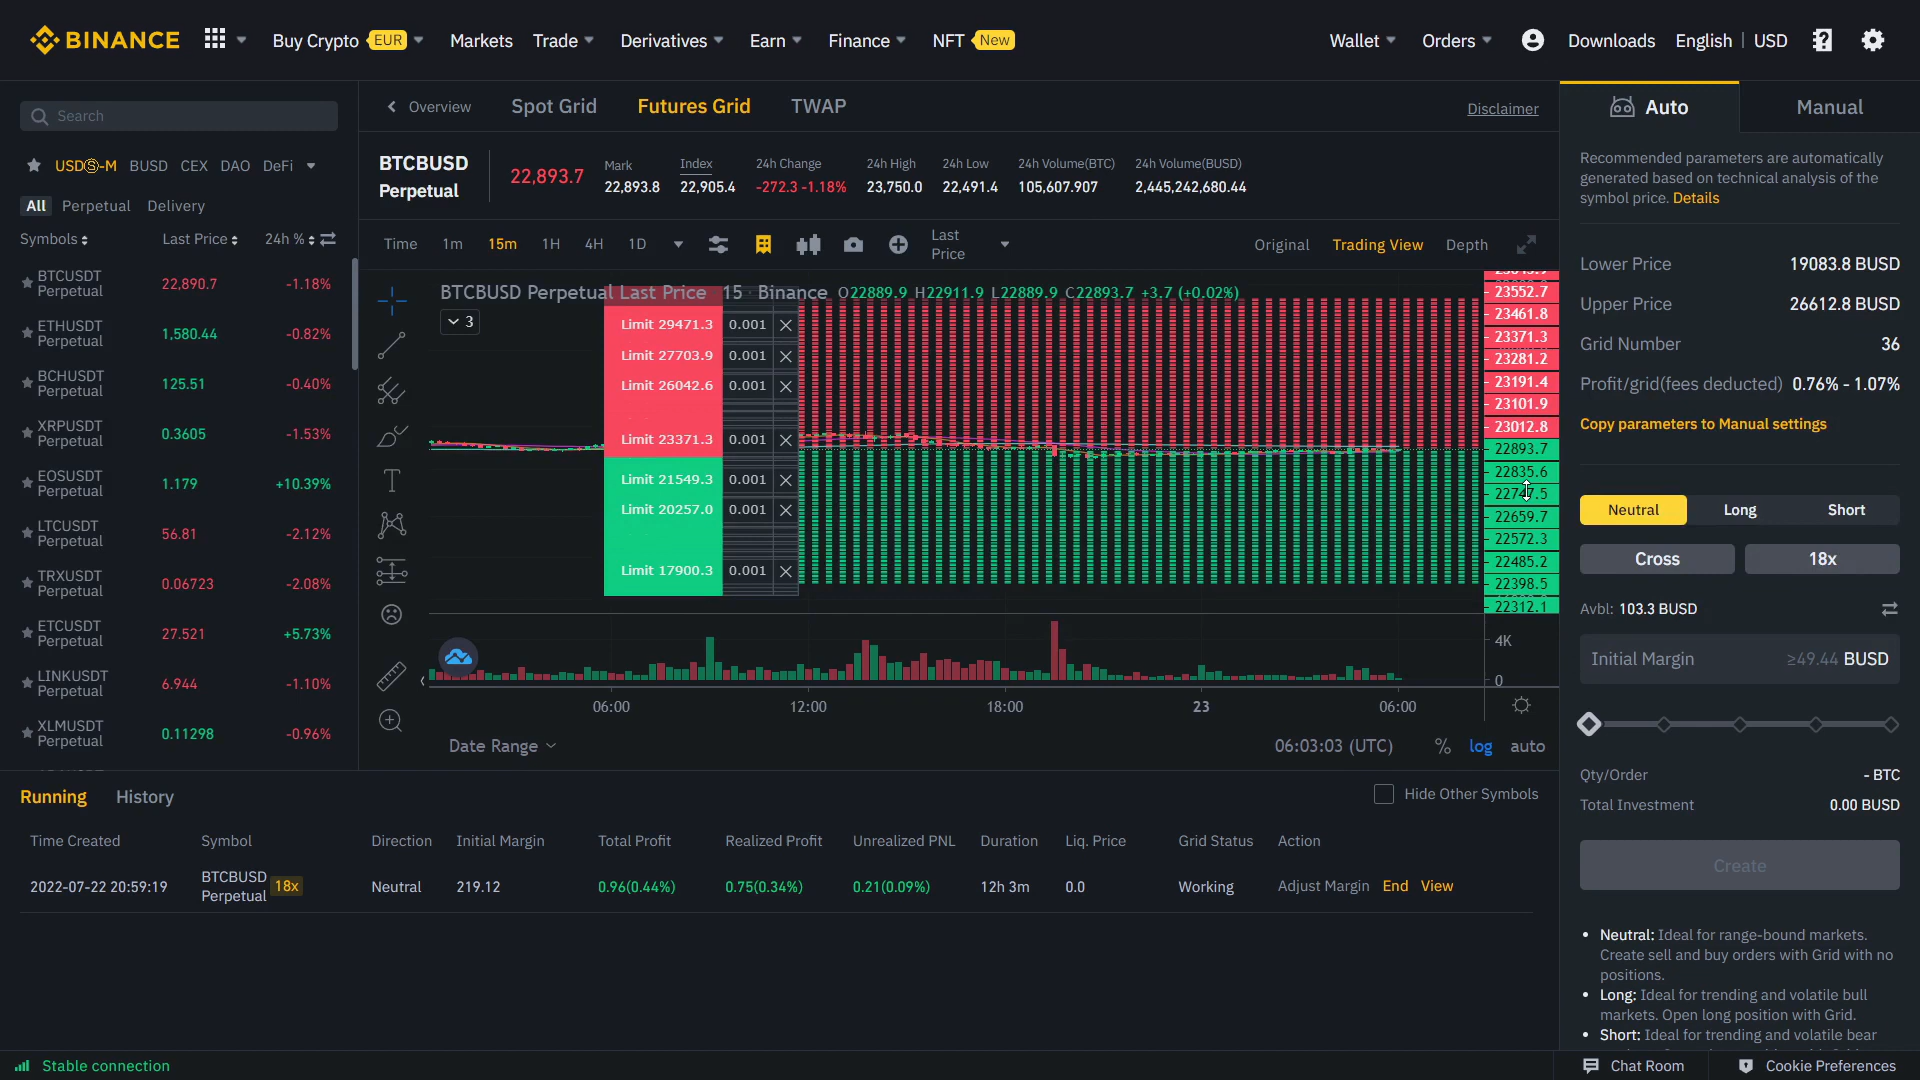 BINANCE
Buy Crypto EUR Markets Trade Derivatives Earn Finance NFT New
Wallet Orders Downloads English | USD
Search
USDⓈ-M BUSD CEX DAO DeFi
All Perpetual Delivery
Symbols Last Price 24h %
BTCUSDT Perpetual 22,890.7 -1.18%
ETHUSDT Perpetual 1,580.44 -0.82%
BCHUSDT Perpetual 125.51 -0.40%
XRPUSDT Perpetual 0.3605 -1.53%
EOSUSDT Perpetual 1.179 +10.39%
LTCUSDT Perpetual 56.81 -2.12%
TRXUSDT Perpetual 0.06723 -2.08%
ETCUSDT Perpetual 27.521 +5.73%
LINKUSDT Perpetual 6.944 -1.10%
XLMUSDT Perpetual 0.11298 -0.96%
Overview Spot Grid Futures Grid TWAP Disclaimer
BTCBUSD
Perpetual
22,893.7
Mark
22,893.8
Index
22,905.4
24h Change
-272.3 -1.18%
24h High
23,750.0
24h Low
22,491.4
24h Volume(BTC)
105,607.907
24h Volume(BUSD)
2,445,242,680.44
Time 1m 15m 1H 4H 1D
Last Price
Original Trading View Depth
BTCBUSD Perpetual Last Price 15 · Binance O22889.9 H22911.9 L22889.9 C22893.7 +3.7 (+0.02%)
3
Limit 29471.3 0.001
Limit 27703.9 0.001
Limit 26042.6 0.001
Limit 23371.3 0.001
Limit 21549.3 0.001
Limit 20257.0 0.001
Limit 17900.3 0.001
23552.7
23461.8
23371.3
23281.2
23191.4
23101.9
23012.8
22893.7
22835.6
22659.7
22572.3
22485.2
22398.5
22312.1
4K
0
06:00 12:00 18:00 23 06:00
Date Range
06:03:03 (UTC) % log auto
Running History
Hide Other Symbols
Time Created Symbol Direction Initial Margin Total Profit Realized Profit Unrealized PNL Duration Liq. Price Grid Status Action
2022-07-22 20:59:19 BTCBUSD Perpetual 18x Neutral 219.12 0.96(0.44%) 0.75(0.34%) 0.21(0.09%) 12h 3m 0.0 Working Adjust Margin End View
Auto Manual
Recommended parameters are automatically
generated based on technical analysis of the
symbol price. Details
Lower Price 19083.8 BUSD
Upper Price 26612.8 BUSD
Grid Number 36
Profit/grid(fees deducted) 0.76% - 1.07%
Copy parameters to Manual settings
Neutral Long Short
Cross 18x
Avbl: 103.3 BUSD
Initial Margin ≥49.44 BUSD
Qty/Order - BTC
Total Investment 0.00 BUSD
Create
• Neutral: Ideal for range-bound markets.
Create sell and buy orders with Grid with no
positions.
• Long: Ideal for trending and volatile bull
markets. Open long position with Grid.
• Short: Ideal for trending and volatile bear
Stable connection
Chat Room Cookie Preferences